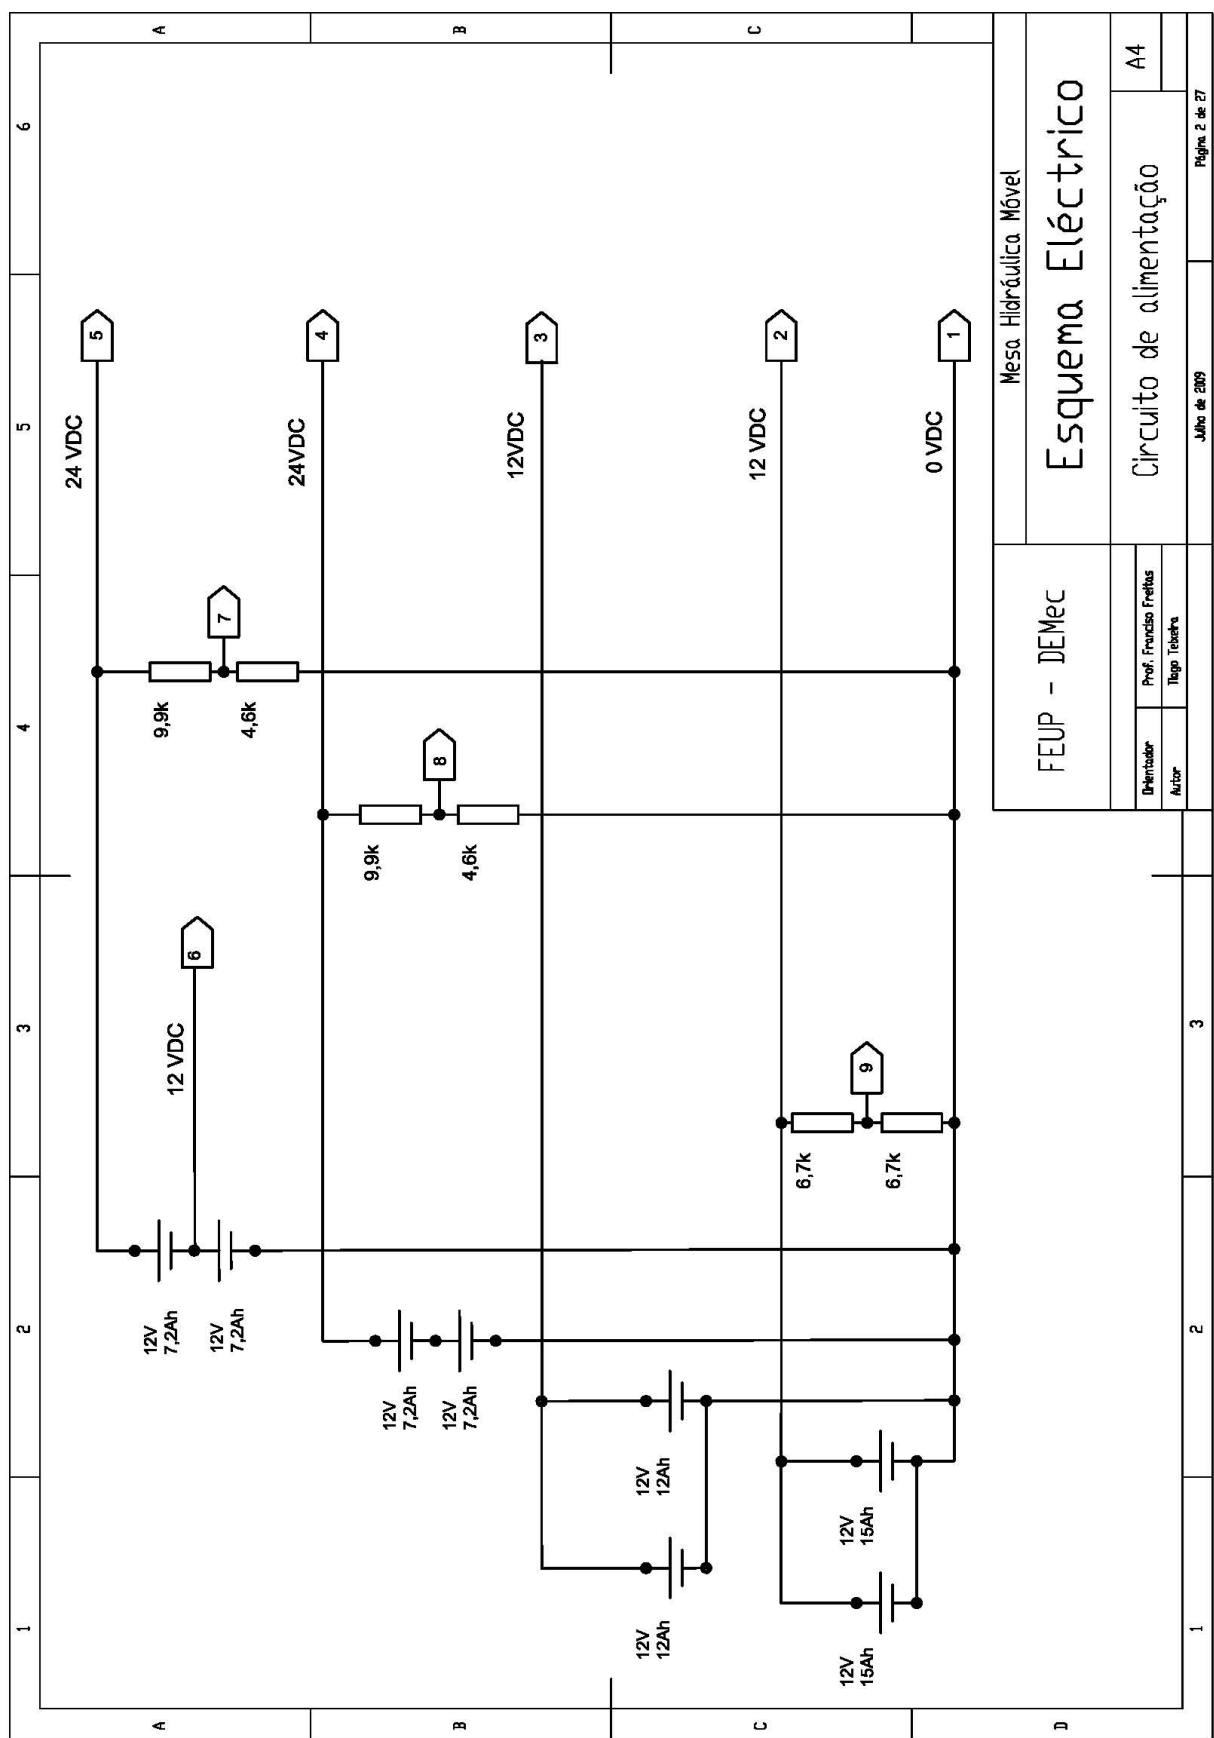 1
2
3
4
5
6
A
B
C
D
A
B
C
1
2
3
24 VDC
5
9,9k
4,6k
7
12 VDC
6
12V
7,2Ah
12V
7,2Ah
24VDC
4
9,9k
4,6k
8
12V
7,2Ah
12V
7,2Ah
12VDC
3
12V
12Ah
12V
12Ah
12 VDC
2
6,7k
6,7k
9
12V
15Ah
12V
15Ah
0 VDC
1
FEUP - DEMec
Mesa Hidráulica Móvel
Esquema Eléctrico
Orientador
Prof. Franciso Freitas
Autor
Tiago Teixeira
Circuito de alimentação
A4
Julho de 2009
Página 2 de 27